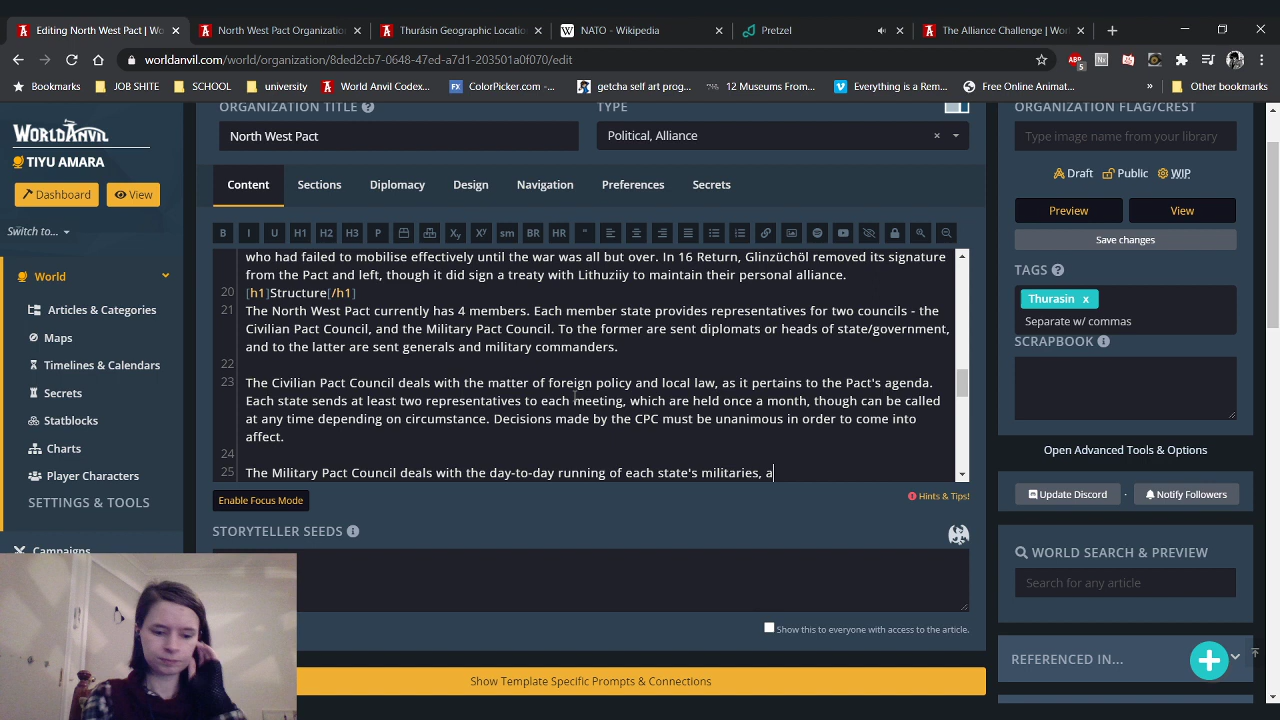 Editing North West Pact | Wo
North West Pact Organization
Thurásin Geographic Locatio
NATO - Wikipedia
Pretzel
The Alliance Challenge | Worl
worldanvil.com/world/organization/8ded2cb7-0648-47ed-a7d1-203501a0f070/edit
Bookmarks
JOB SHITE
SCHOOL
university
World Anvil Codex...
ColorPicker.com -...
getcha self art prog...
12 Museums From...
Everything is a Rem...
Free Online Animat...
Other bookmarks
WORLDANVIL
TIYU AMARA
Dashboard
View
Switch to...
World
Articles & Categories
Maps
Timelines & Calendars
Secrets
Statblocks
Charts
Player Characters
SETTINGS & TOOLS
Campaigns
ORGANIZATION TITLE
North West Pact
TYPE
Political, Alliance
Content
Sections
Diplomacy
Design
Navigation
Preferences
Secrets
B I U H1 H2 H3 P Xy XY sm BR HR "
who had failed to mobilise effectively until the war was all but over. In 16 Return, Glinzüchöl removed its signature
from the Pact and left, though it did sign a treaty with Lithuziiy to maintain their personal alliance.
20 [h1]Structure[/h1]
21 The North West Pact currently has 4 members. Each member state provides representatives for two councils - the
Civilian Pact Council, and the Military Pact Council. To the former are sent diplomats or heads of state/government,
and to the latter are sent generals and military commanders.
22
23 The Civilian Pact Council deals with the matter of foreign policy and local law, as it pertains to the Pact's agenda.
Each state sends at least two representatives to each meeting, which are held once a month, though can be called
at any time depending on circumstance. Decisions made by the CPC must be unanimous in order to come into
affect.
24
25 The Military Pact Council deals with the day-to-day running of each state's militaries, a
Enable Focus Mode
Hints & Tips!
STORYTELLER SEEDS
Show this to everyone with access to the article.
Show Template Specific Prompts & Connections
ORGANIZATION FLAG/CREST
Type image name from your library
Draft
Public
WIP
Preview
View
Save changes
TAGS
Thurasin x
Separate w/ commas
SCRAPBOOK
Open Advanced Tools & Options
Update Discord
Notify Followers
WORLD SEARCH & PREVIEW
Search for any article
REFERENCED IN...